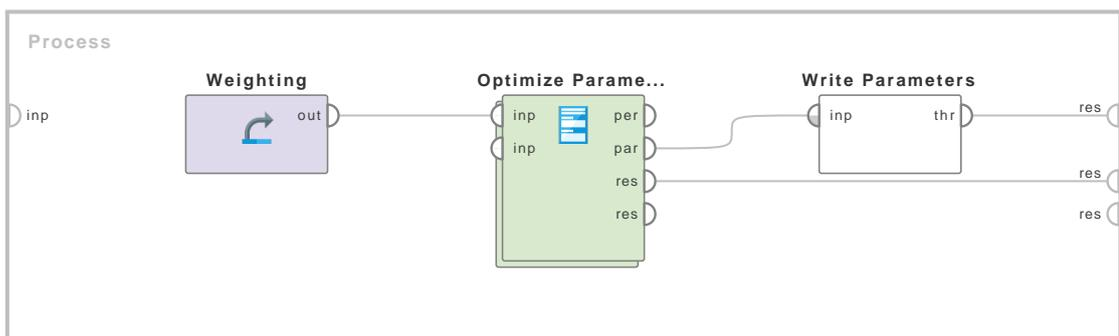 Process
Weighting
Optimize Parame...
Write Parameters
inp
out
inp
per
inp
thr
res
inp
par
res
res
res
res